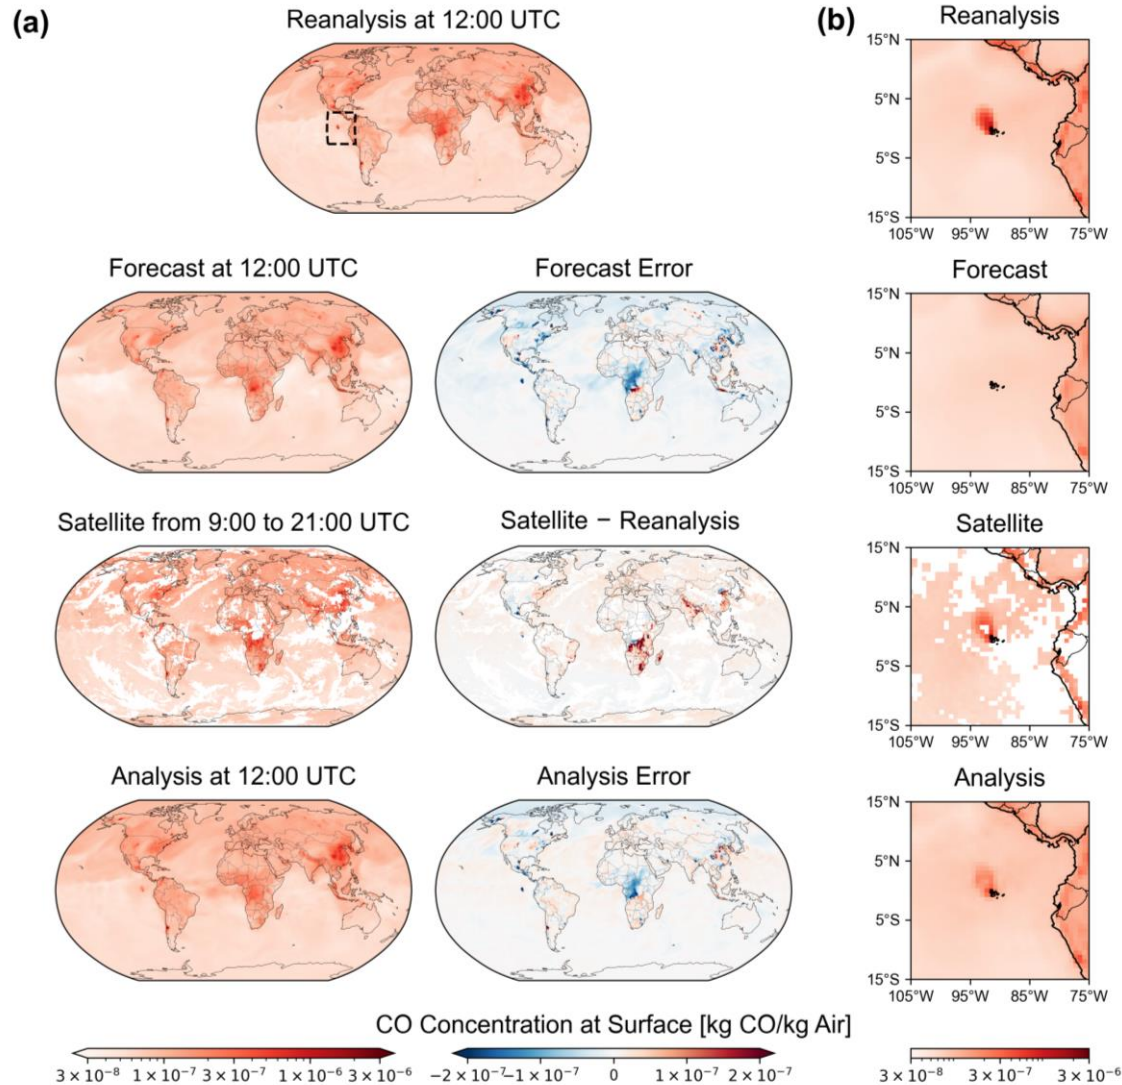 (a)
Reanalysis at 12:00 UTC
Forecast at 12:00 UTC
Forecast Error
Satellite from 9:00 to 21:00 UTC
Satellite − Reanalysis
Analysis at 12:00 UTC
Analysis Error
CO Concentration at Surface [kg CO/kg Air]
3 × 10⁻⁸ 1 × 10⁻⁷ 3 × 10⁻⁷ 1 × 10⁻⁶ 3 × 10⁻⁶
−2 × 10⁻⁷ −1 × 10⁻⁷ 0 1 × 10⁻⁷ 2 × 10⁻⁷
(b)
Reanalysis
15°N
5°N
5°S
15°S
105°W 95°W 85°W 75°W
Forecast
15°N
5°N
5°S
15°S
105°W 95°W 85°W 75°W
Satellite
15°N
5°N
5°S
15°S
105°W 95°W 85°W 75°W
Analysis
15°N
5°N
5°S
15°S
105°W 95°W 85°W 75°W
3 × 10⁻⁸ 3 × 10⁻⁷ 3 × 10⁻⁶